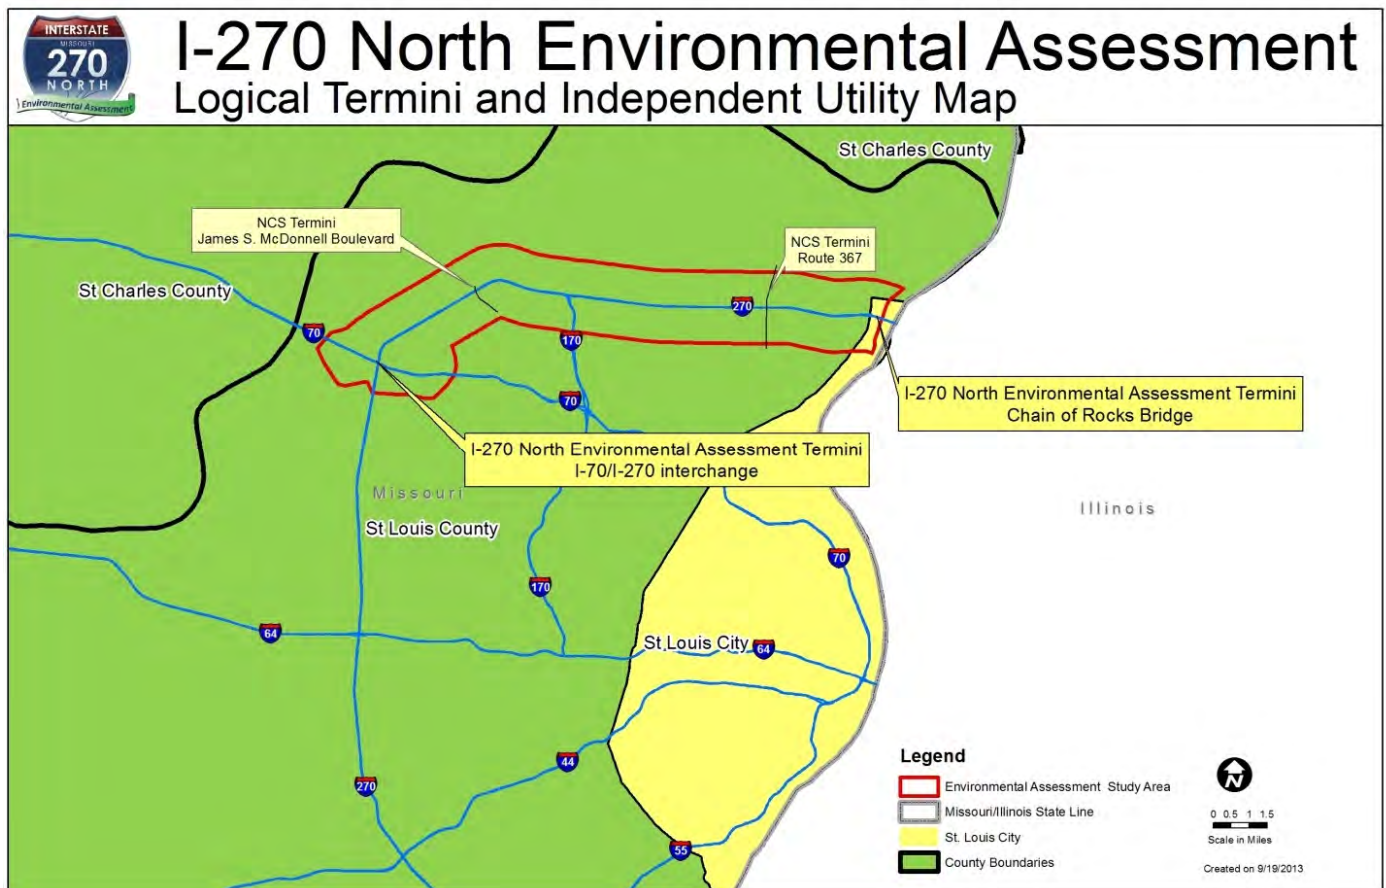 INTERSTATE
MISSOURI
270
NORTH
Environmental Assessment
I-270 North Environmental Assessment
Logical Termini and Independent Utility Map
St Charles County
NCS Termini
James S. McDonnell Boulevard
NCS Termini
Route 367
St Charles County
270
70
170
I-270 North Environmental Assessment Termini
Chain of Rocks Bridge
70
I-270 North Environmental Assessment Termini
I-70/I-270 interchange
Missouri
Illinois
St Louis County
70
170
64
St Louis City
64
44
270
55
Legend
Environmental Assessment Study Area
Missouri/Illinois State Line
St. Louis City
County Boundaries
N
0 0.5 1 1.5
Scale in Miles
Created on 9/19/2013